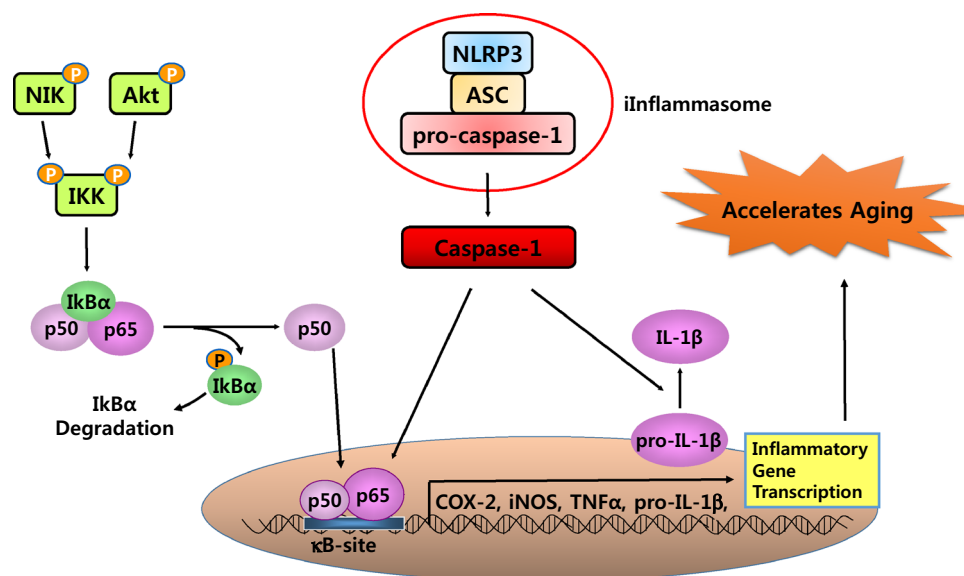 P
P
NIK
Akt
P
P
IKK
IkBα
p50
p65
p50
P
IkBα
IkBα
Degradation
NLRP3
ASC
pro-caspase-1
iInflammasome
Caspase-1
Accelerates Aging
IL-1β
pro-IL-1β
Inflammatory
Gene
Transcription
p50
p65
COX-2, iNOS, TNFα, pro-IL-1β,
κB-site